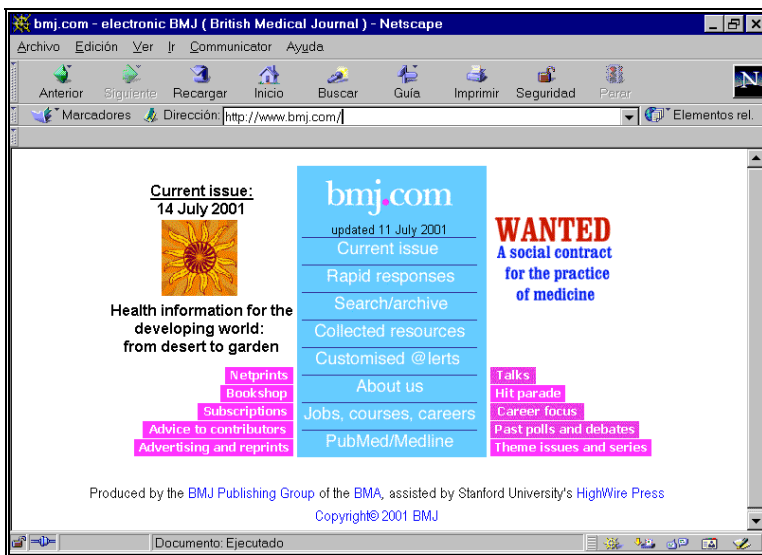 bmj.com - electronic BMJ ( British Medical Journal ) - Netscape
Archivo Edición Ver Ir Communicator Ayuda
Anterior Siguiente Recargar Inicio Buscar Guía Imprimir Seguridad Parar
N
Marcadores Dirección: http://www.bmj.com/ Elementos rel.
Current issue:
14 July 2001
Health information for the
developing world:
from desert to garden
Netprints
Bookshop
Subscriptions
Advice to contributors
Advertising and reprints
bmj.com
updated 11 July 2001
Current issue
Rapid responses
Search/archive
Collected resources
Customised @lerts
About us
Jobs, courses, careers
PubMed/Medline
WANTED
A social contract
for the practice
of medicine
Talks
Hit parade
Career focus
Past polls and debates
Theme issues and series
Produced by the BMJ Publishing Group of the BMA, assisted by Stanford University's HighWire Press
Copyright© 2001 BMJ
Documento: Ejecutado